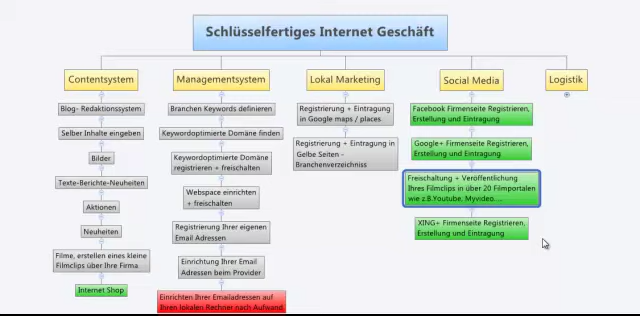 Schlüsselfertiges Internet Geschäft
Contentsystem
Blog- Redaktionssystem
Selber Inhalte eingeben
Bilder
Texte-Berichte-Neuheiten
Aktionen
Neuheiten
Filme, erstellen eines kleine
Filmclips über Ihre Firma
Internet Shop
Managementsystem
Branchen Keywords definieren
Keywordoptimierte Domäne finden
Keywordoptimierte Domäne
registrieren + freischalten
Webspace einrichten
+ freischalten
Registrierung Ihrer eigenen
Email Adressen
Einrichtung Ihrer Email
Adressen beim Provider
Einrichten Ihrer Emailadressen auf
Ihren lokalen Rechner nach Aufwand
Lokal Marketing
Registrierung + Eintragung
in Google maps / places
Registrierung + Eintragung in
Gelbe Seiten -
Branchenverzeichniss
Social Media
Facebook Firmenseite Registrieren,
Erstellung und Eintragung
Google+ Firmenseite Registrieren,
Erstellung und Eintragung
Freischaltung + Veröffentlichung
Ihres Filmclips in über 20 Filmportalen
wie z.B.Youtube, Myvideo....
XING+ Firmenseite Registrieren,
Erstellung und Eintragung
Logistik